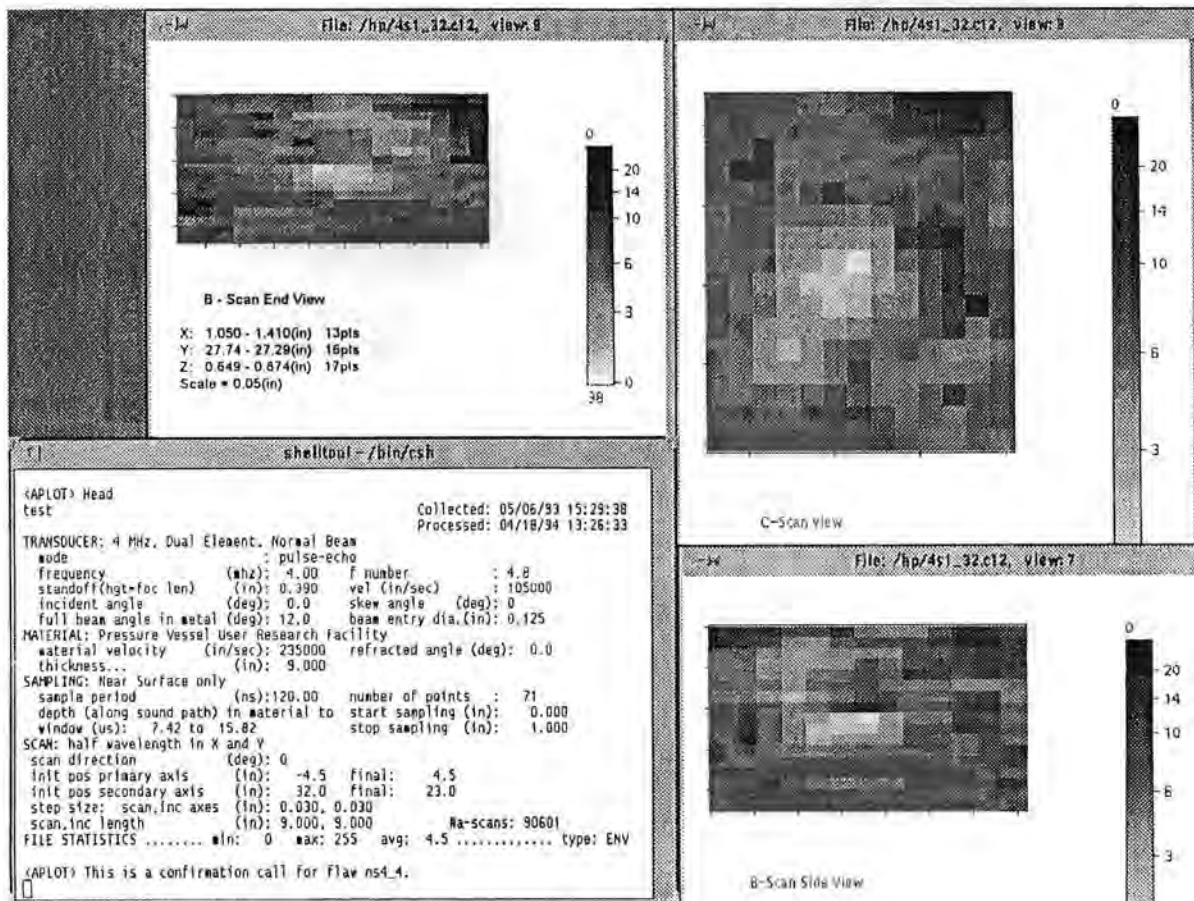 File: /hp/4s1_32.c12, view: 8
0
20
14
10
6
3
0
38
B - Scan End View
X: 1.050 - 1.410(in) 13pts
Y: 27.74 - 27.29(in) 16pts
Z: 0.649 - 0.874(in) 17pts
Scale = 0.05(in)
File: /hp/4s1_32.c12, view: 9
0
20
14
10
6
3
C-Scan view
shelltool - /bin/csh
<APLOT> Head
test
Collected: 05/06/93 15:29:38
Processed: 04/18/94 13:26:33
TRANSDUCER: 4 MHz, Dual Element, Normal Beam
mode : pulse-echo
frequency (mhz): 4.00 f number : 4.8
standoff(hgt-foc len) (in): 0.390 vel (in/sec) : 105000
incident angle (deg): 0.0 skew angle (deg): 0
full beam angle in metal (deg): 12.0 beam entry dia.(in): 0.125
MATERIAL: Pressure Vessel User Research Facility
material velocity (in/sec): 235000 refracted angle (deg): 0.0
thickness... (in): 9.000
SAMPLING: Near Surface only
sample period (ns):120.00 number of points : 71
depth (along sound path) in material to start sampling (in): 0.000
window (us): 7.42 to 15.82 stop sampling (in): 1.000
SCAN: half wavelength in X and Y
scan direction (deg): 0
init pos primary axis (in): -4.5 final: 4.5
init pos secondary axis (in): 32.0 final: 23.0
step size: scan,inc axes (in): 0.030, 0.030
scan,inc length (in): 9.000, 9.000 #a-scans: 90601
FILE STATISTICS ........ min: 0 max: 255 avg: 4.5 ............ type: ENV
<APLOT> This is a confirmation call for flaw ns4_4.
File: /hp/4s1_32.c12, view: 7
0
20
14
10
6
3
B-Scan Side View